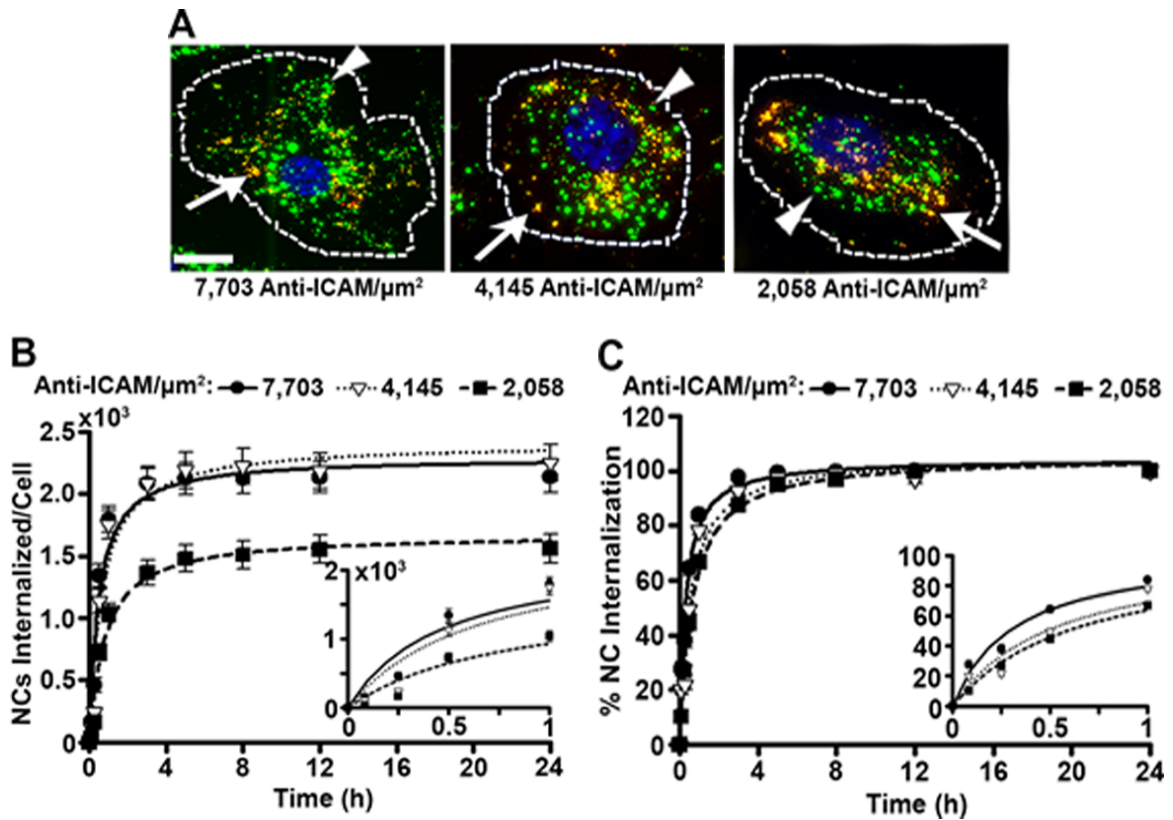 A
7,703 Anti-ICAM/µm²
4,145 Anti-ICAM/µm²
2,058 Anti-ICAM/µm²
B
Anti-ICAM/µm²: 7,703 4,145 2,058
x10³
2.5
2.0
1.5
1.0
0.5
0
NCs Internalized/Cell
0 4 8 12 16 20 24
Time (h)
2 x10³
1
0
0 0.5 1
C
Anti-ICAM/µm²: 7,703 4,145 2,058
120
100
80
60
40
20
0
% NC Internalization
0 4 8 12 16 20 24
Time (h)
100
80
60
40
20
0
0 0.5 1